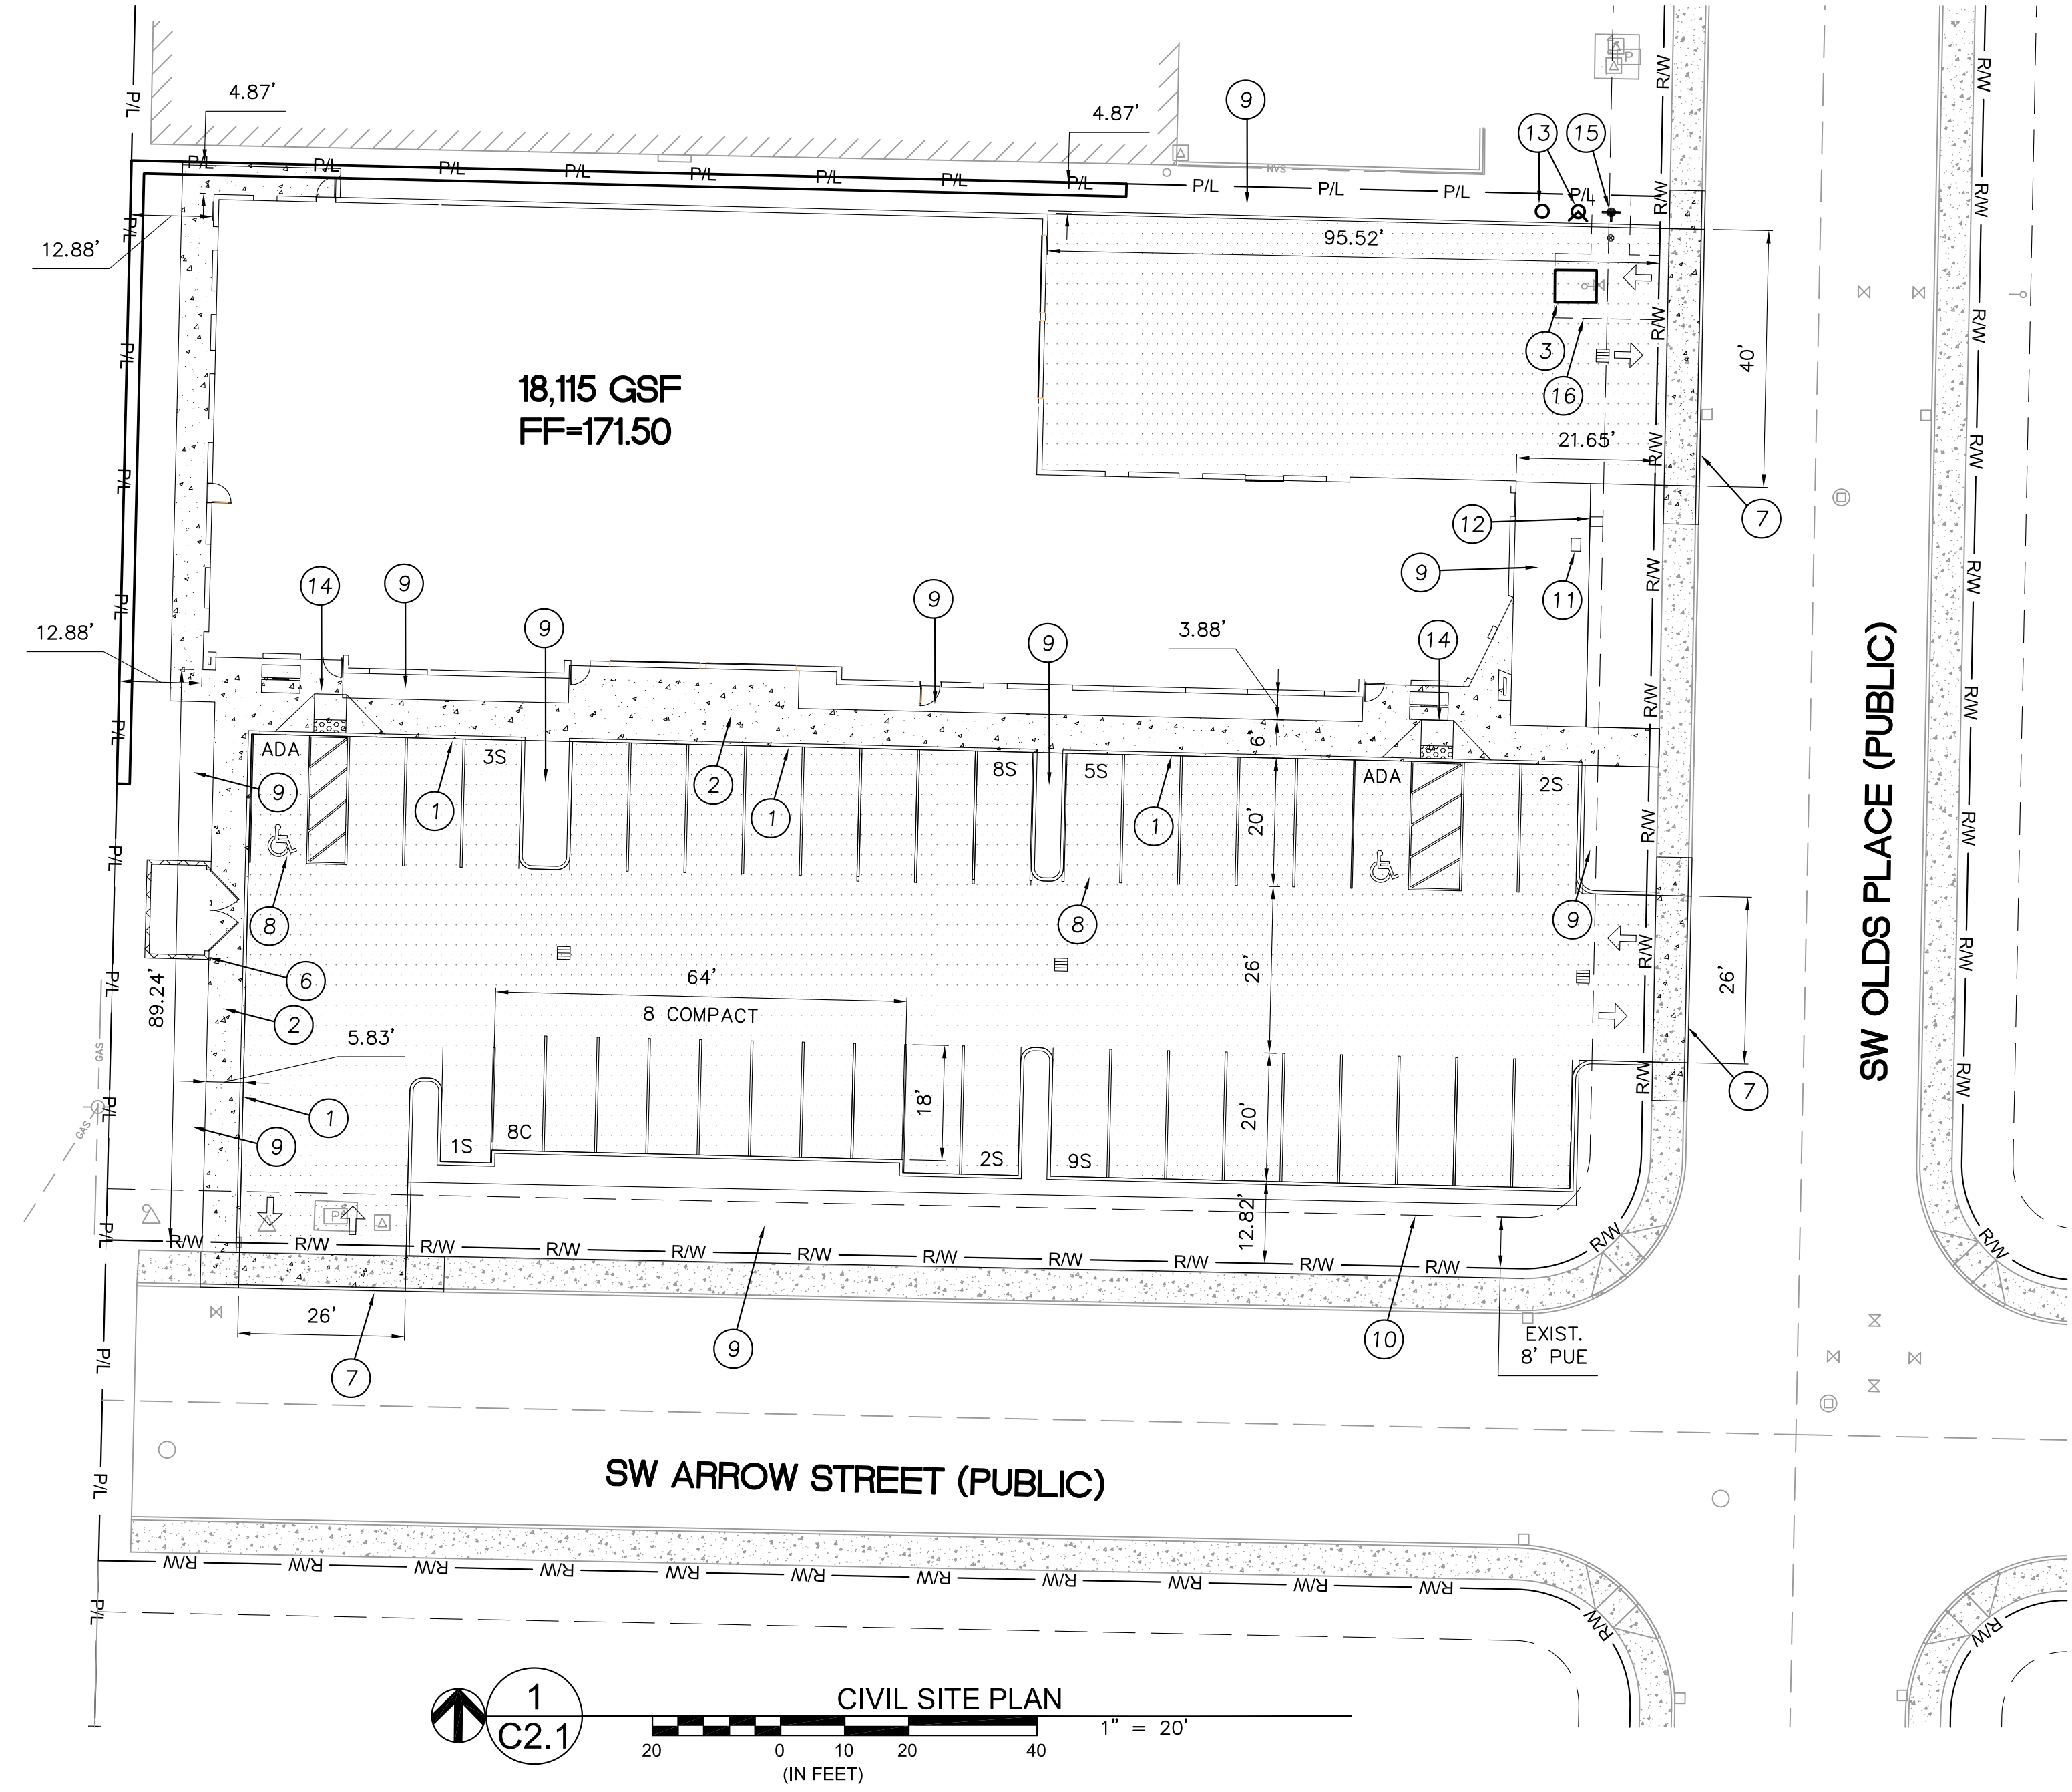 4.87'
4.87'
9
13
15
P
R/W
R/W
P/L
P/L P/L P/L P/L P/L P/L P/L P/L P/L P/L P/L P/L
NVS
R/W
R/W
P/L
12.88'
95.52'
3
16
40'
R/W
R/W
P/L
18,115 GSF
FF=171.50
21.65'
R/W
R/W
7
12
9
11
P/L
R/W
R/W
14
9
9
9
9
3.88'
14
P/L
12.88'
P/L
R/W
R/W
SW OLDS PLACE (PUBLIC)
ADA
3S
8S
5S
6'
ADA
2S
1
2
1
1
20'
9
P/L
R/W
R/W
8
8
9
6
89.24'
2
64'
8 COMPACT
26'
26'
R/W
R/W
7
GAS
GAS
P/L
P/L
5.83'
1
9
1S
8C
18'
2S
9S
20'
R/W
R/W
P
12.82'
P/L
R/W R/W R/W R/W R/W R/W R/W R/W R/W R/W R/W R/W
R/W
26'
7
9
10
EXIST.
8' PUE
P/L
P/L
SW ARROW STREET (PUBLIC)
R/W R/W R/W R/W R/W R/W R/W R/W R/W R/W R/W
R/W
R/W
P/L
1
C2.1
CIVIL SITE PLAN
1" = 20'
20 0 10 20 40
(IN FEET)